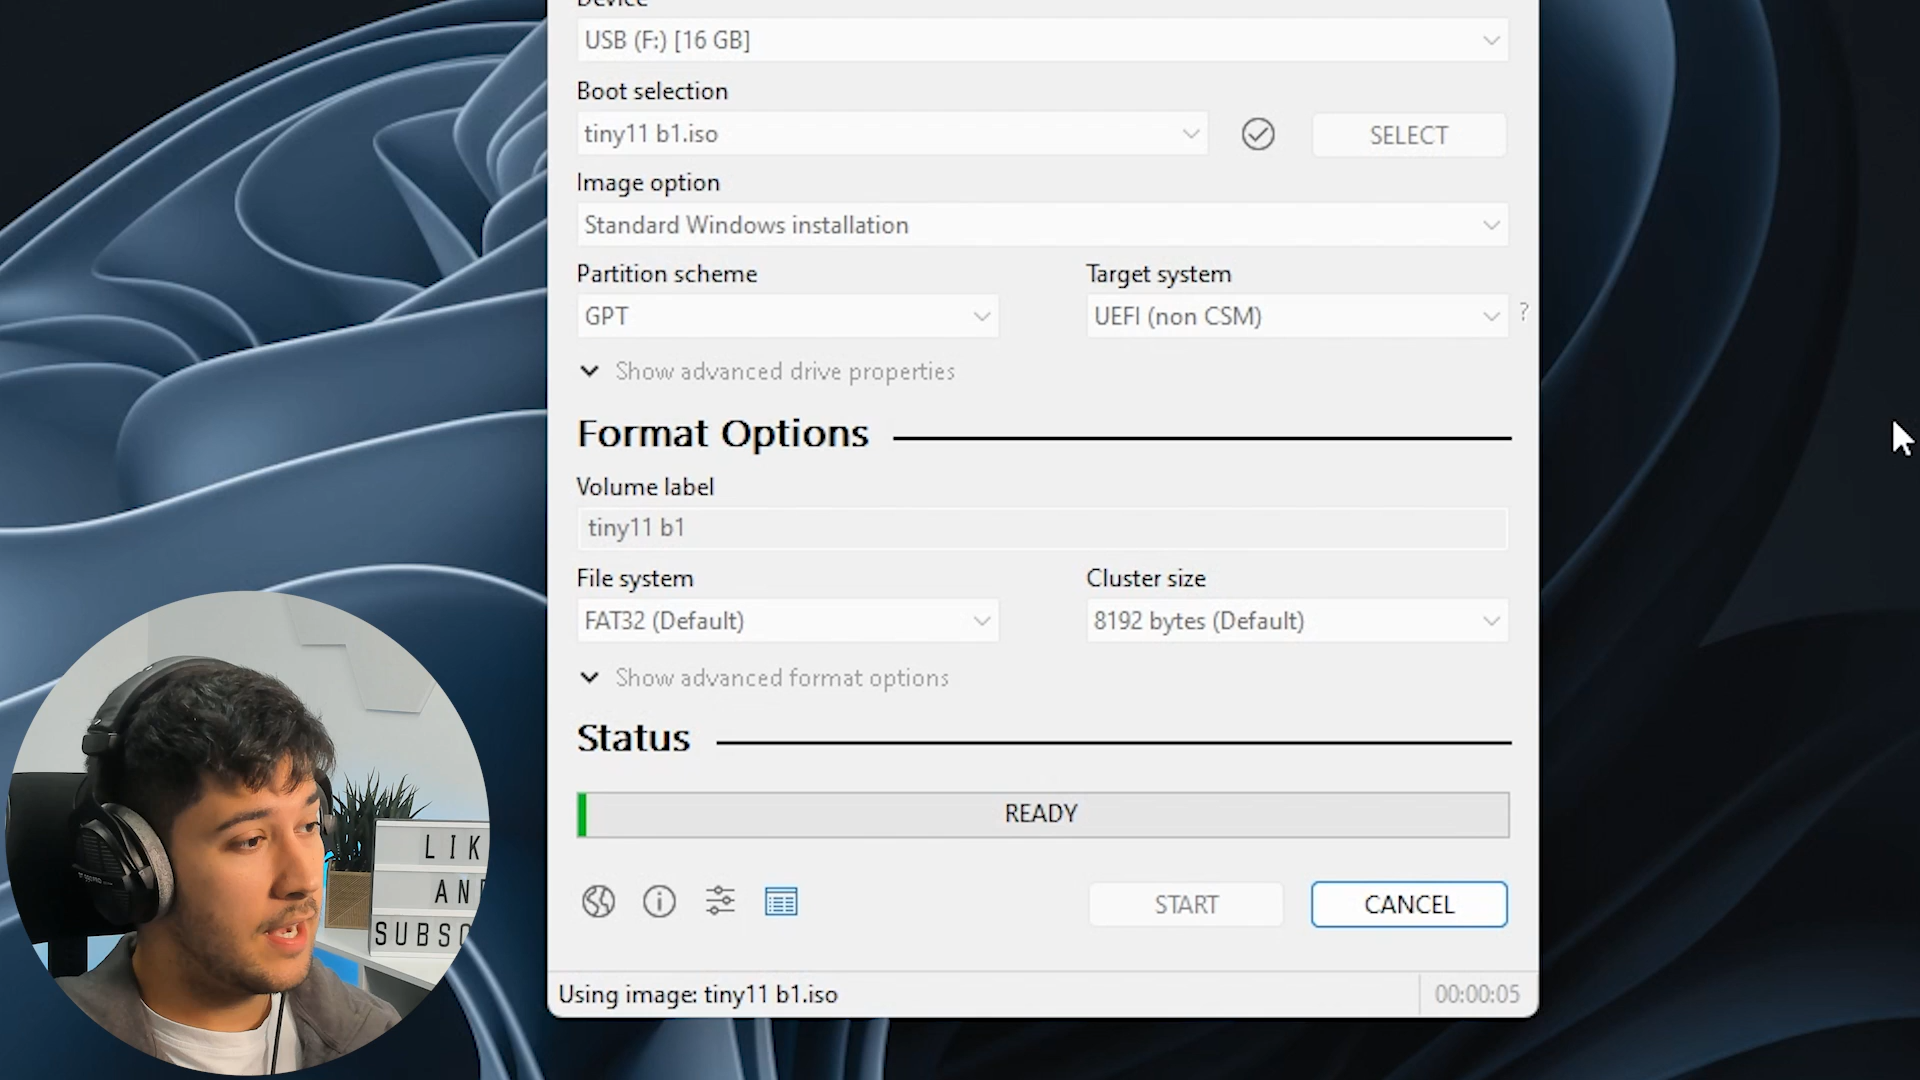 Device
USB (F:) [16 GB]
Boot selection
tiny11 b1.iso
SELECT
Image option
Standard Windows installation
Partition scheme
Target system
GPT
UEFI (non CSM)
?
Show advanced drive properties
Format Options
Volume label
tiny11 b1
File system
Cluster size
FAT32 (Default)
8192 bytes (Default)
Show advanced format options
Status
READY
START
CANCEL
Using image: tiny11 b1.iso
00:00:05
LIK
AN
SUBSC